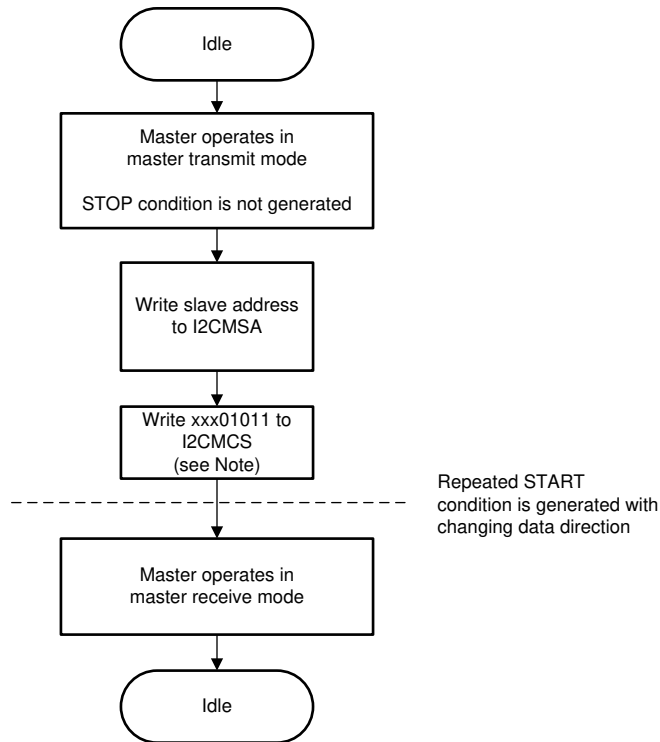 Idle
Master operates in
master transmit mode
STOP condition is not generated
Write slave address
to I2CMSA
Write xxx01011 to
I2CMCS
(see Note)
Repeated START
condition is generated with
changing data direction
Master operates in
master receive mode
Idle